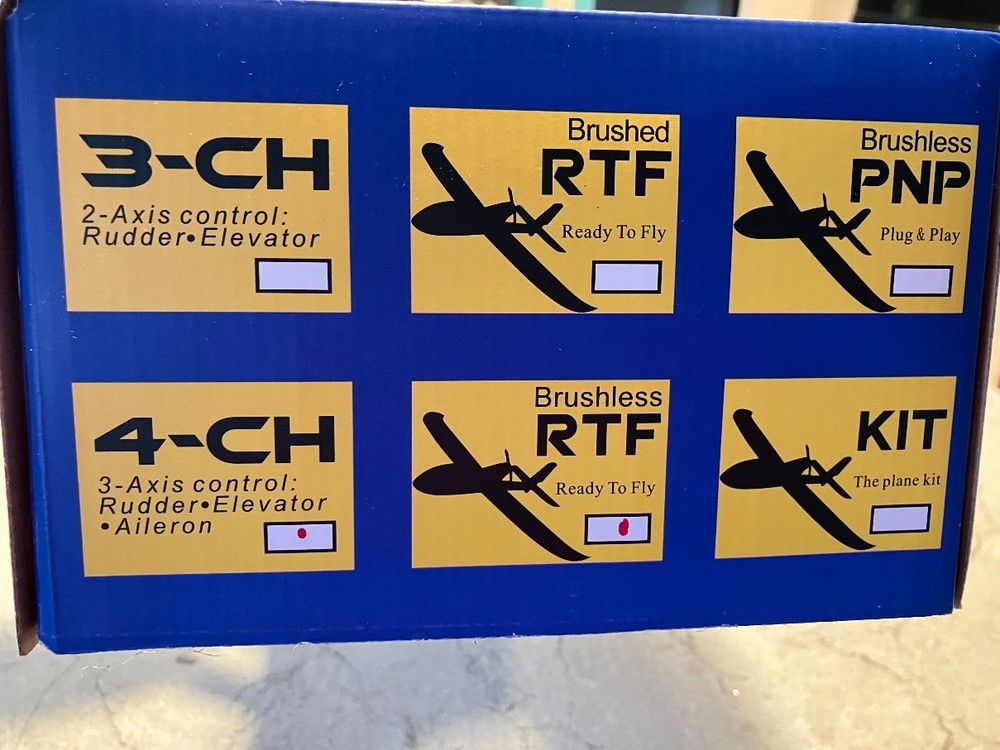 3-CH
2-Axis control:
Rudder•Elevator
Brushed
RTF
Ready To Fly
Brushless
PNP
Plug & Play
4-CH
3-Axis control:
Rudder•Elevator
•Aileron
Brushless
RTF
Ready To Fly
KIT
The plane kit